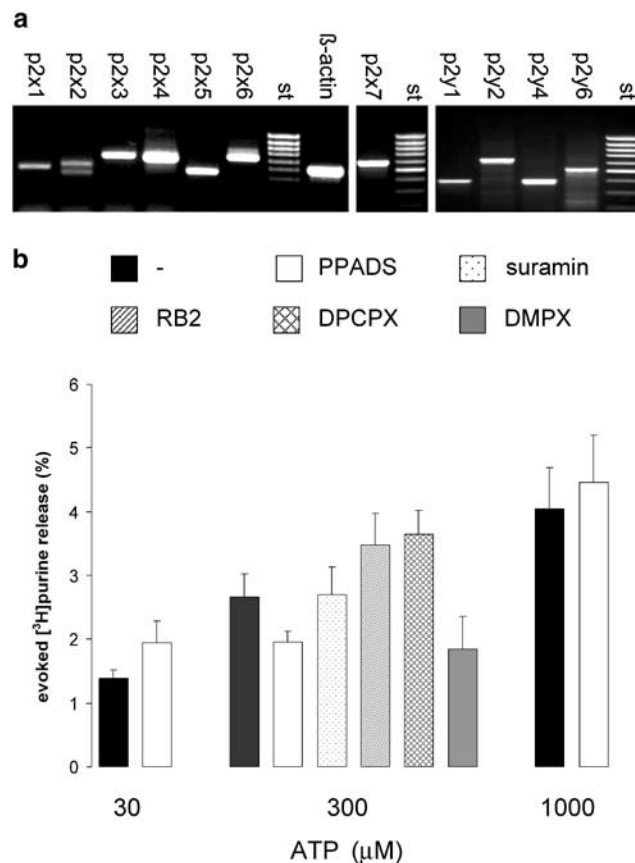 a
p2x1 p2x2 p2x3 p2x4 p2x5 p2x6 st ß-actin p2x7 st p2y1 p2y2 p2y4 p2y6 st
b
- PPADS suramin
RB2 DPCPX DMPX
evoked [³H]purine release (%)
6
5
4
3
2
1
0
30 300 1000
ATP (µM)